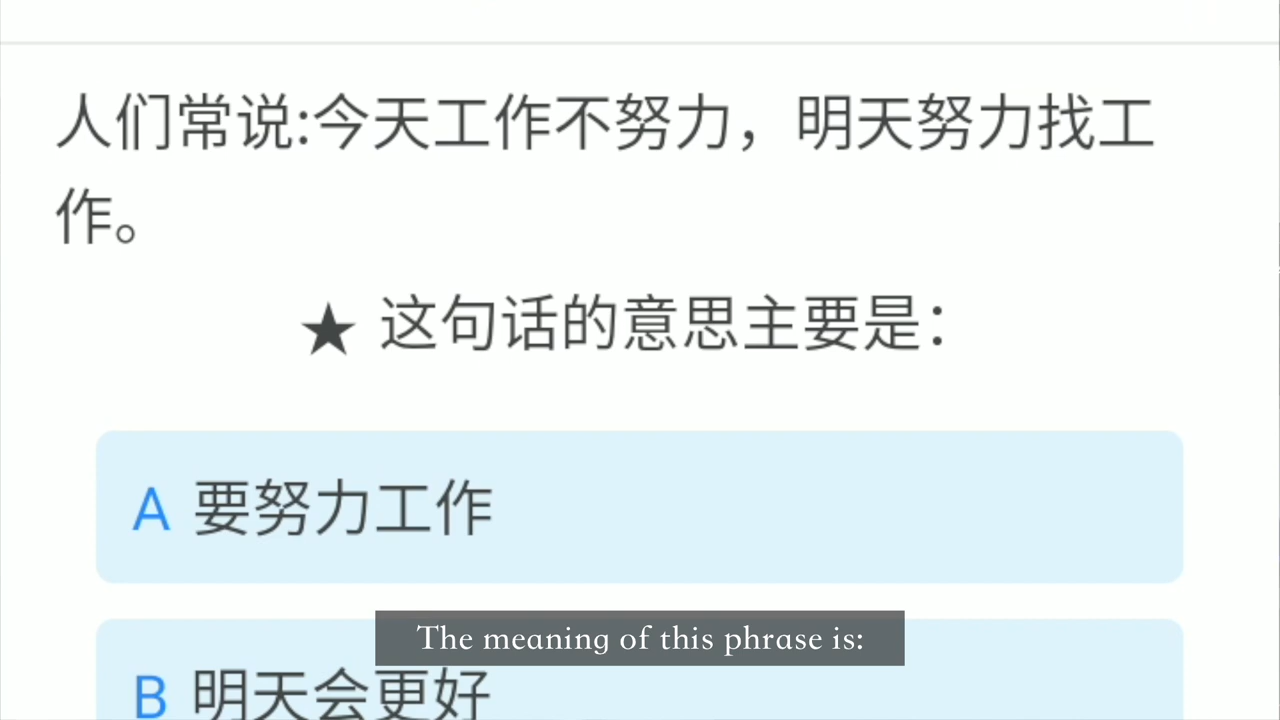 人们常说:今天工作不努力，明天努力找工
作。
★ 这句话的意思主要是：
A 要努力工作
The meaning of this phrase is:
B 明天会更好